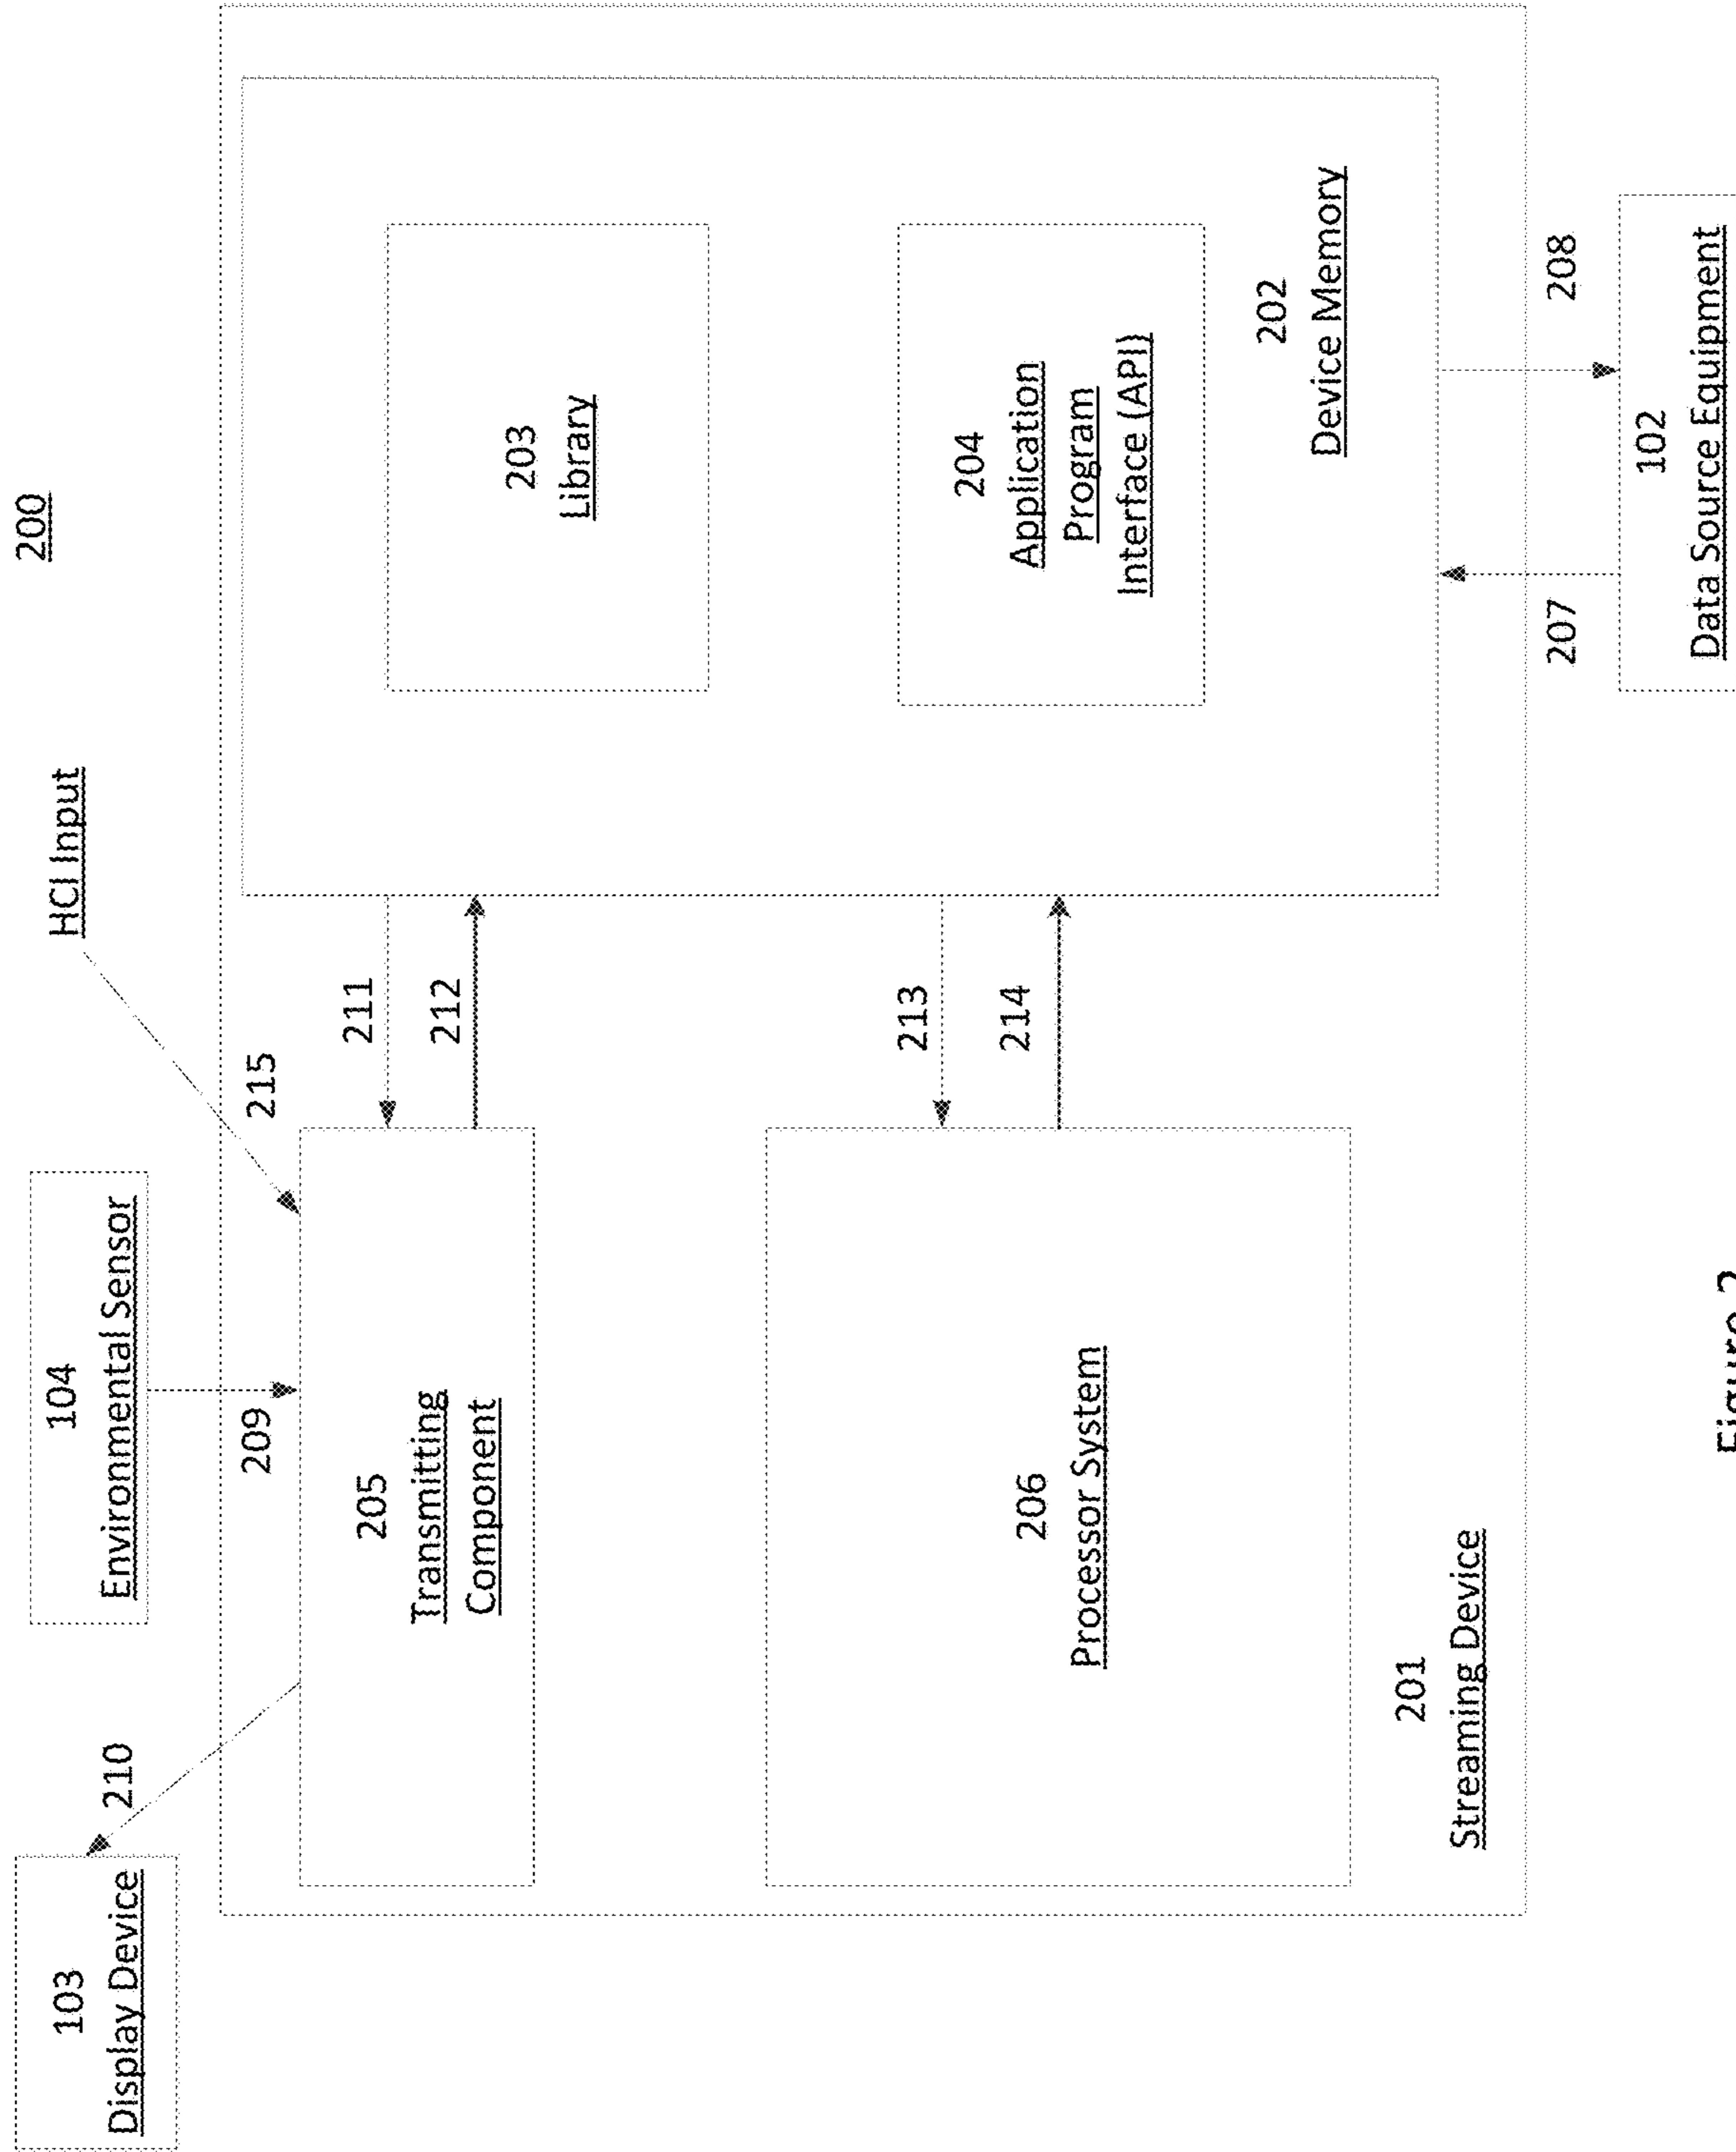 200
103
Display Device
210
104
Environmental Sensor
209
HCI Input
215
205
Transmitting
Component
211
212
203
Library
206
Processor System
213
214
204
Application
Program
Interface (API)
202
Device Memory
201
Streaming Device
207
208
102
Data Source Equipment
Figure 2